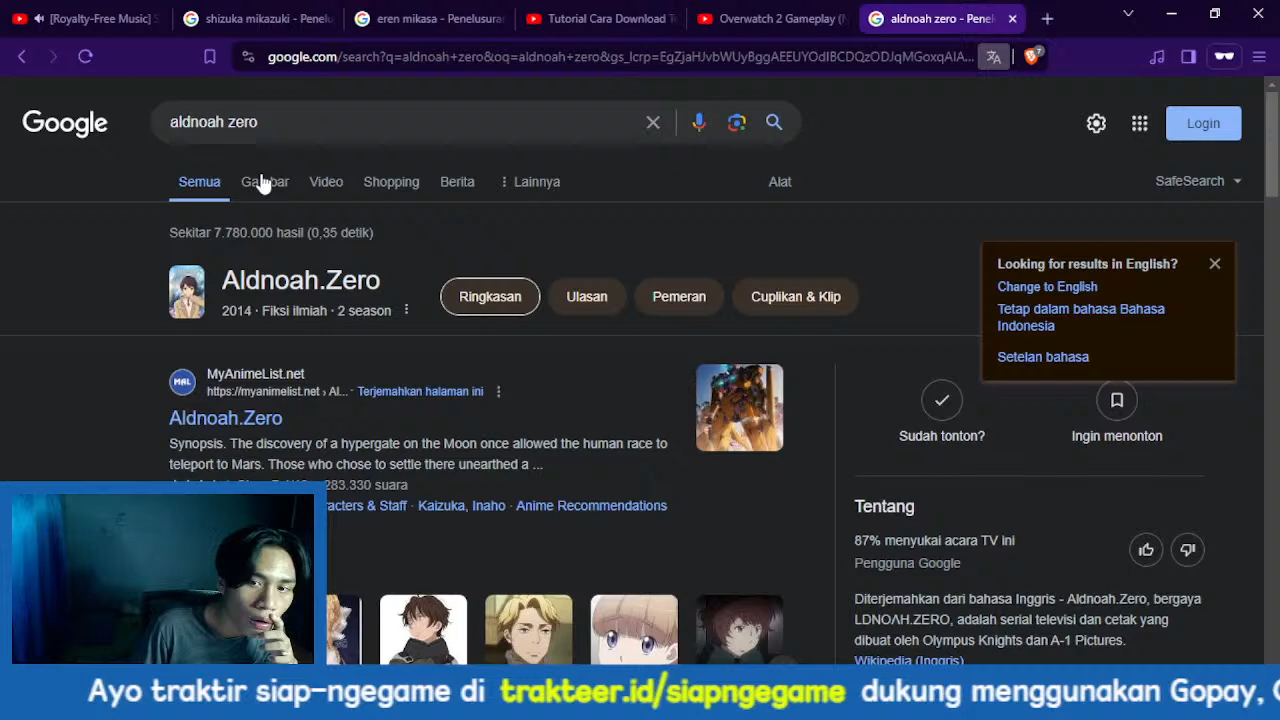 [Royalty-Free Music]
shizuka mikazuki - Penelu
eren mikasa - Penelusura
Tutorial Cara Download T
Overwatch 2 Gameplay (
aldnoah zero - Penel
google.com/search?q=aldnoah+zero&oq=aldnoah+zero&gs_lcrp=EgZjaHJvbWUyBggAEEUYOdIBCDQzODJqMGoxqAIA...
7
Google
aldnoah zero
Login
Semua
Gambar
Video
Shopping
Berita
Lainnya
Alat
SafeSearch
Sekitar 7.780.000 hasil (0,35 detik)
Aldnoah.Zero
2014 · Fiksi ilmiah · 2 season
Ringkasan
Ulasan
Pemeran
Cuplikan & Klip
Looking for results in English?
Change to English
Tetap dalam bahasa Bahasa
Indonesia
Setelan bahasa
MAL
MyAnimeList.net
https://myanimelist.net › Al... · Terjemahkan halaman ini
Aldnoah.Zero
Synopsis. The discovery of a hypergate on the Moon once allowed the human race to
teleport to Mars. Those who chose to settle there unearthed a ...
283.330 suara
racters & Staff · Kaizuka, Inaho · Anime Recommendations
Sudah tonton?
Ingin menonton
Tentang
87% menyukai acara TV ini
Pengguna Google
Diterjemahkan dari bahasa Inggris - Aldnoah.Zero, bergaya
LDNOΛH.ZERO, adalah serial televisi dan cetak yang
dibuat oleh Olympus Knights dan A-1 Pictures.
Wikipedia (Inggris)
Ayo traktir siap-ngegame di trakteer.id/siapngegame dukung menggunakan Gopay,